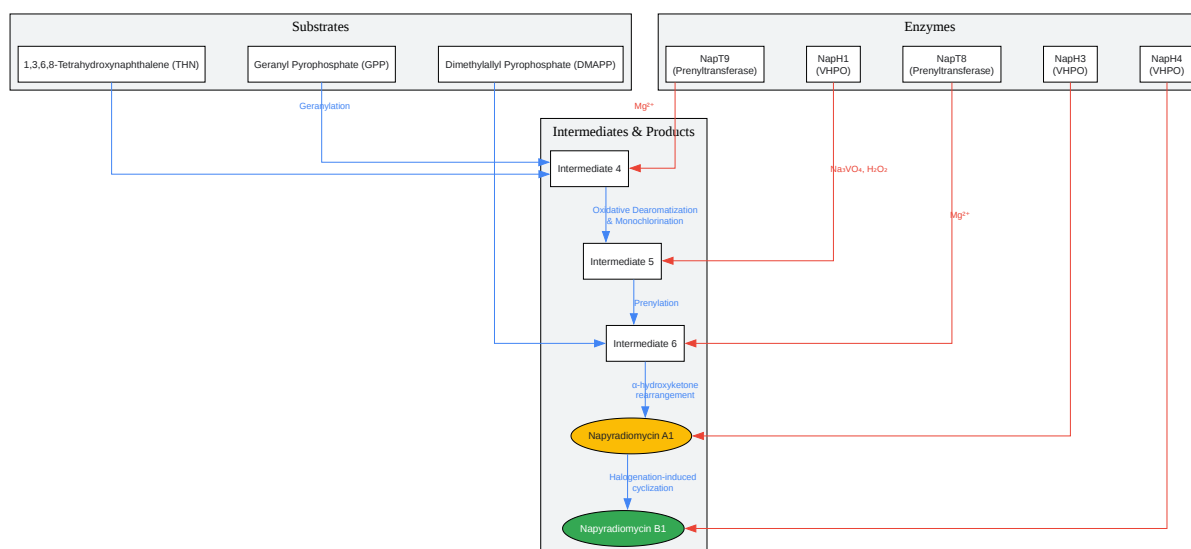 Substrates
Enzymes
1,3,6,8-Tetrahydroxynaphthalene (THN)
Geranyl Pyrophosphate (GPP)
Dimethylallyl Pyrophosphate (DMAPP)
NapT9
(Prenyltransferase)
NapH1
(VHPO)
NapT8
(Prenyltransferase)
NapH3
(VHPO)
NapH4
(VHPO)
Geranylation
Mg²⁺
Intermediates & Products
Intermediate 4
Na₃VO₄, H₂O₂
Oxidative Dearomatization
& Monochlorination
Mg²⁺
Intermediate 5
Prenylation
Intermediate 6
α-hydroxyketone
rearrangement
Napyradiomycin A1
Halogenation-induced
cyclization
Napyradiomycin B1